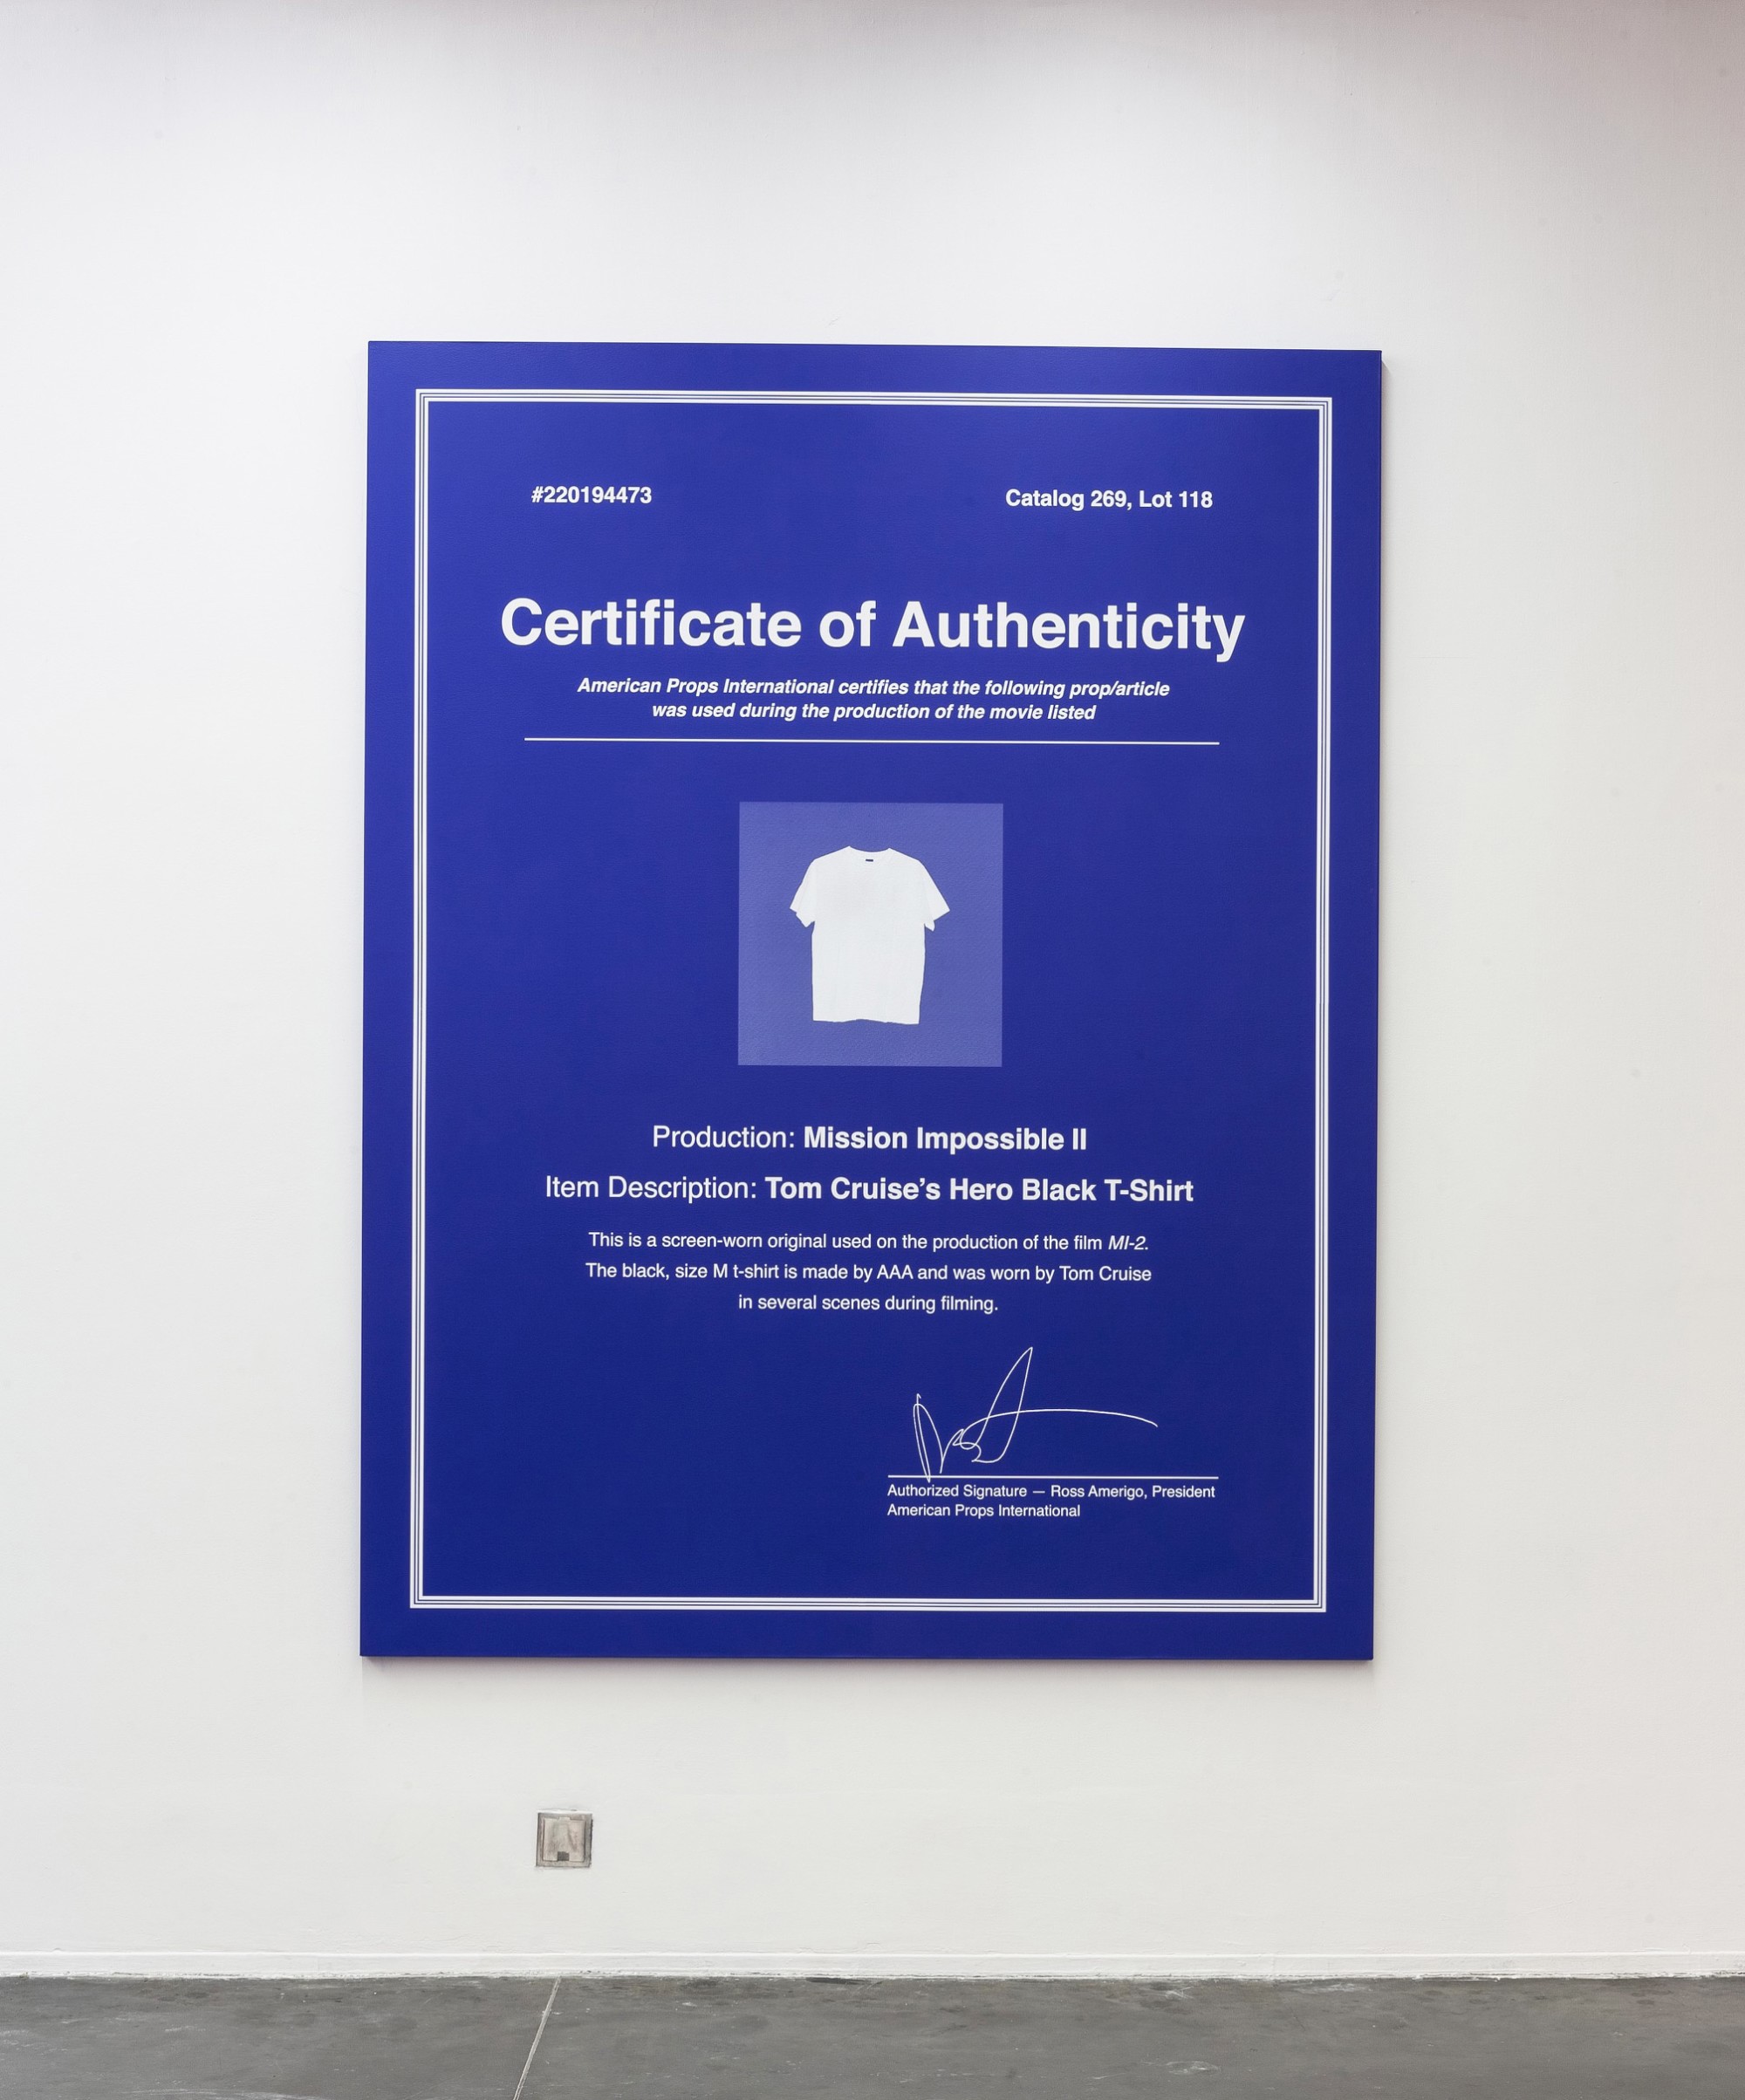 #220194473
Catalog 269, Lot 118
Certificate of Authenticity
American Props International certifies that the following prop/article
was used during the production of the movie listed
Production: Mission Impossible II
Item Description: Tom Cruise’s Hero Black T-Shirt
This is a screen-worn original used on the production of the film MI-2.
The black, size M t-shirt is made by AAA and was worn by Tom Cruise
in several scenes during filming.
Authorized Signature — Ross Amerigo, President
American Props International